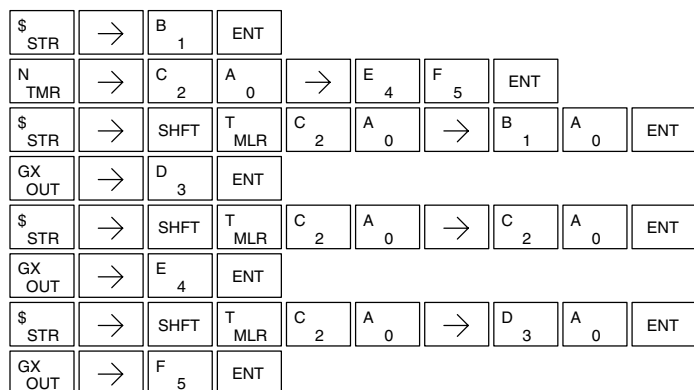 $ STR → B 1 ENT
N TMR → C 2 A 0 → E 4 F 5 ENT
$ STR → SHFT T MLR C 2 A 0 → B 1 A 0 ENT
GX OUT → D 3 ENT
$ STR → SHFT T MLR C 2 A 0 → C 2 A 0 ENT
GX OUT → E 4 ENT
$ STR → SHFT T MLR C 2 A 0 → D 3 A 0 ENT
GX OUT → F 5 ENT